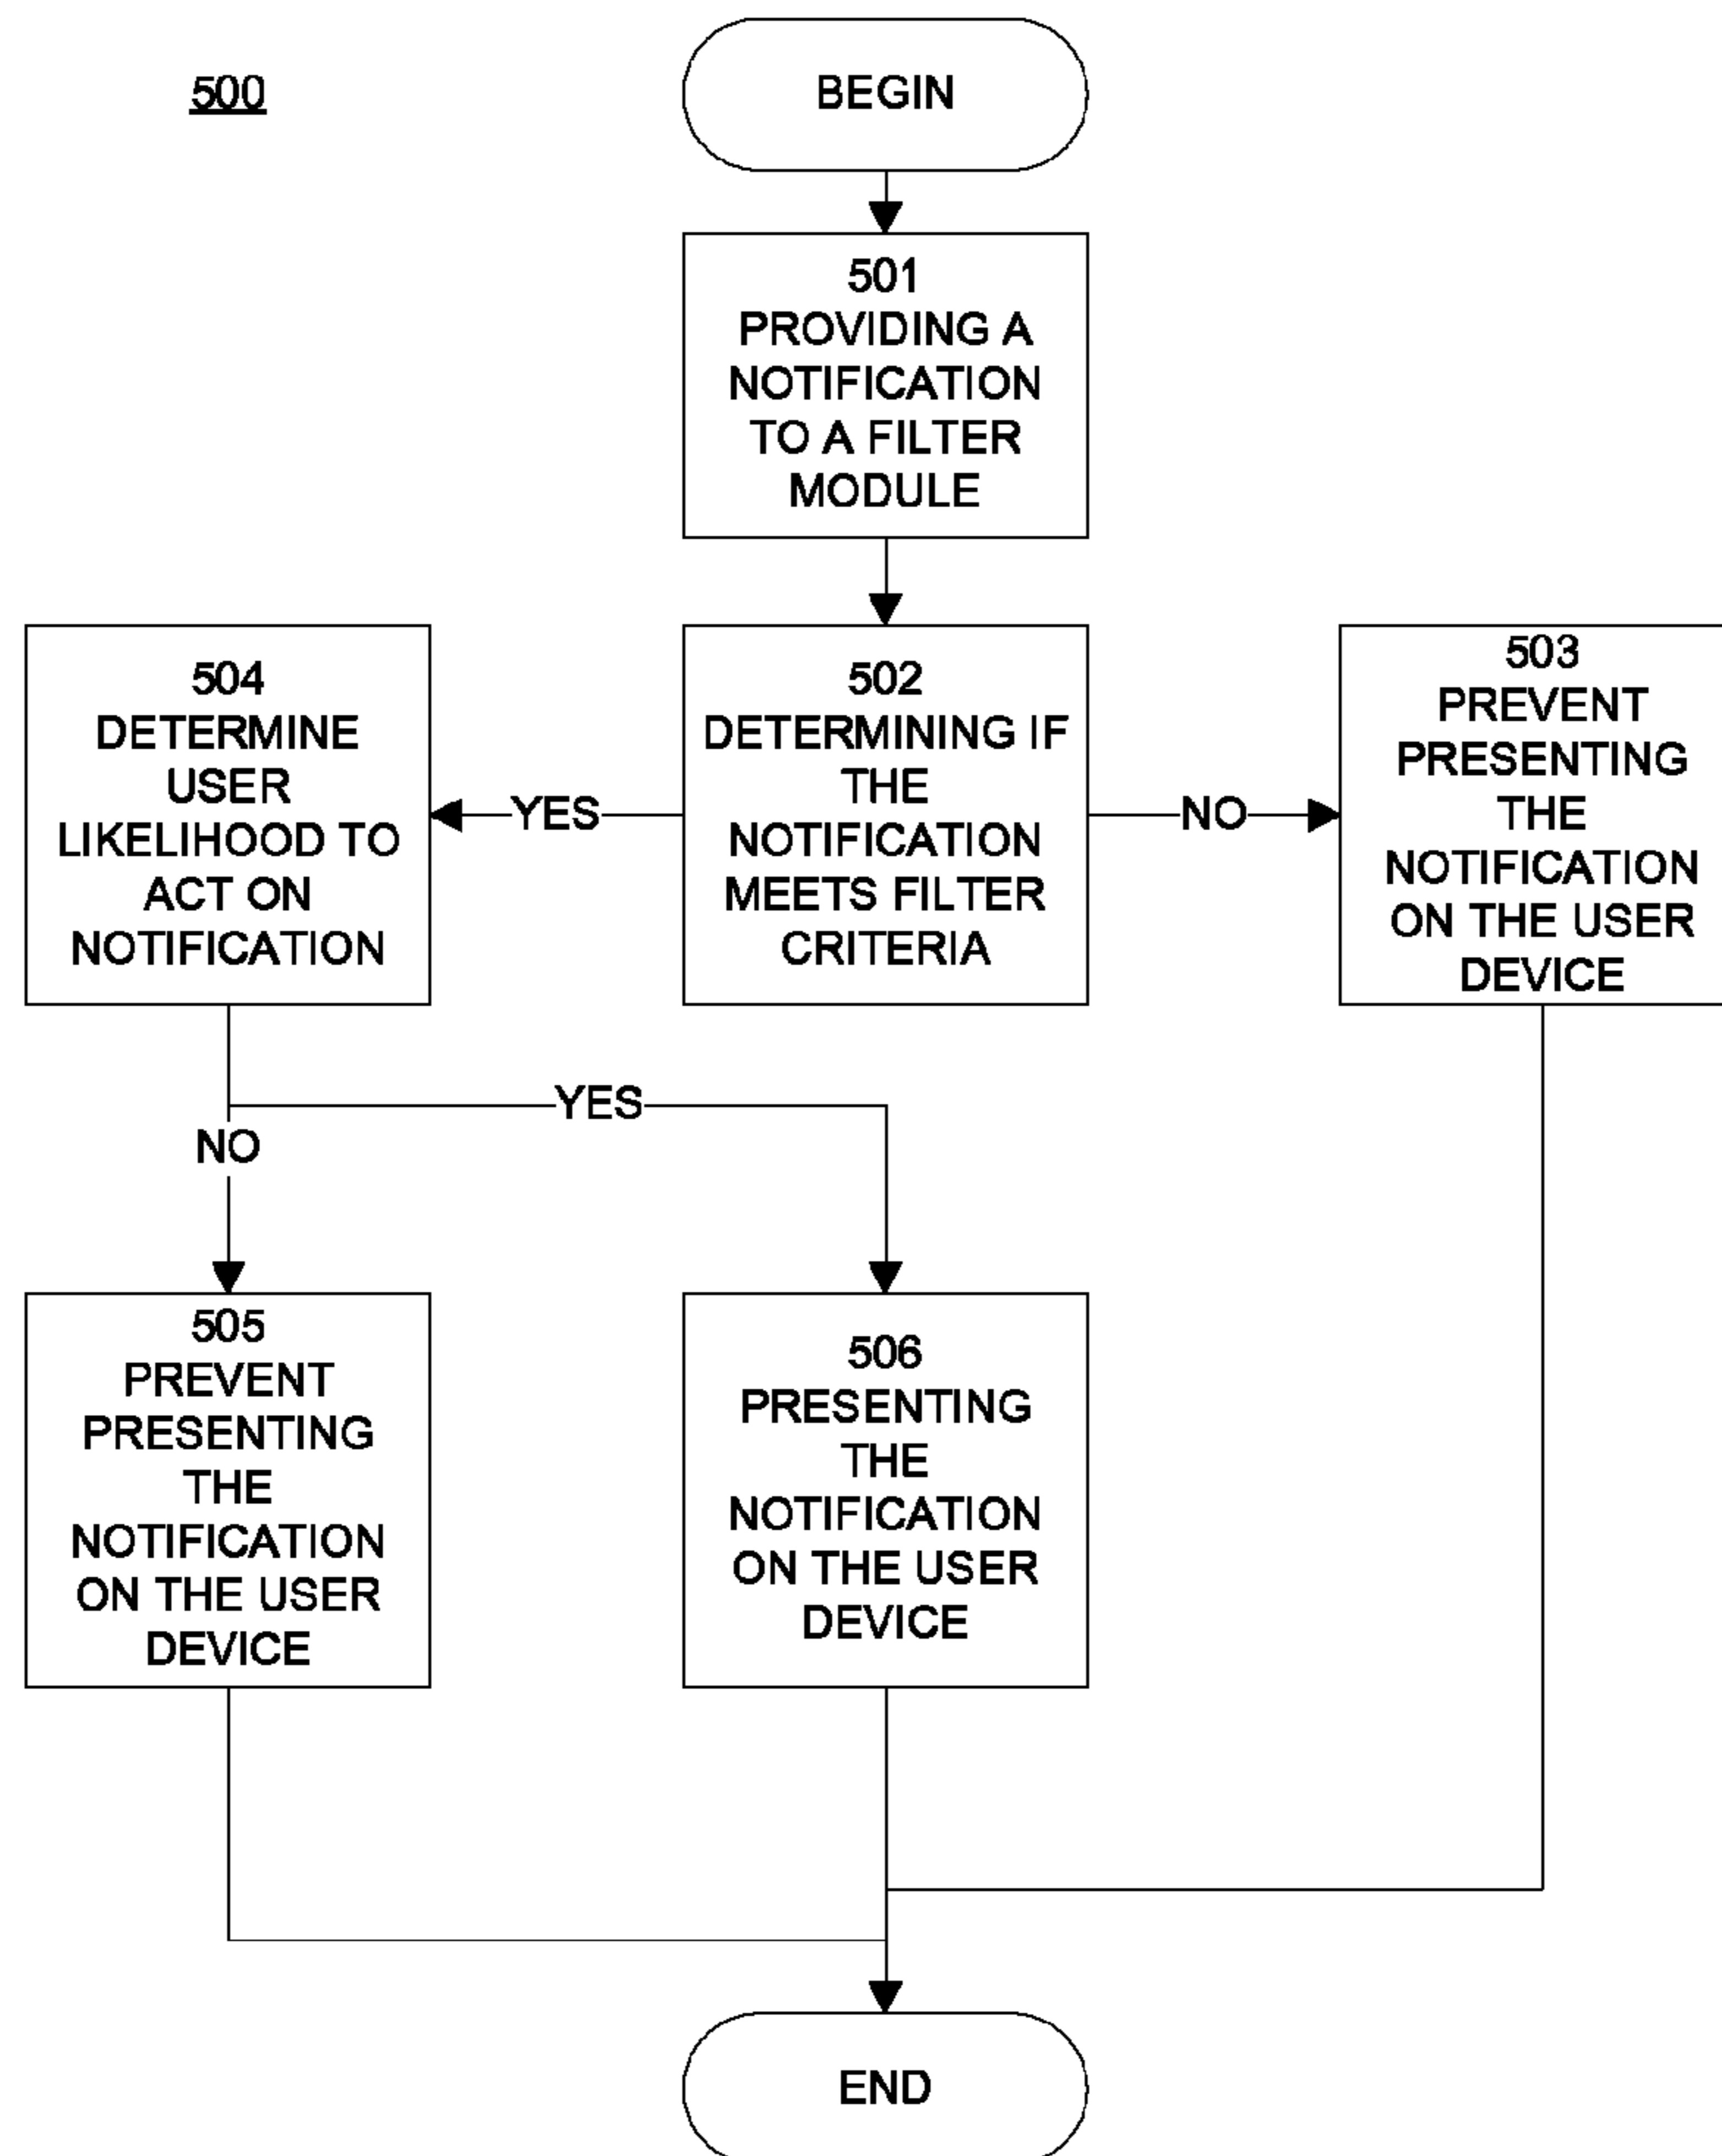 500
BEGIN
501
PROVIDING A
NOTIFICATION
TO A FILTER
MODULE
504
DETERMINE
USER
LIKELIHOOD TO
ACT ON
NOTIFICATION
YES
502
DETERMINING IF
THE
NOTIFICATION
MEETS FILTER
CRITERIA
NO
503
PREVENT
PRESENTING
THE
NOTIFICATION
ON THE USER
DEVICE
YES
NO
505
PREVENT
PRESENTING
THE
NOTIFICATION
ON THE USER
DEVICE
506
PRESENTING
THE
NOTIFICATION
ON THE USER
DEVICE
END